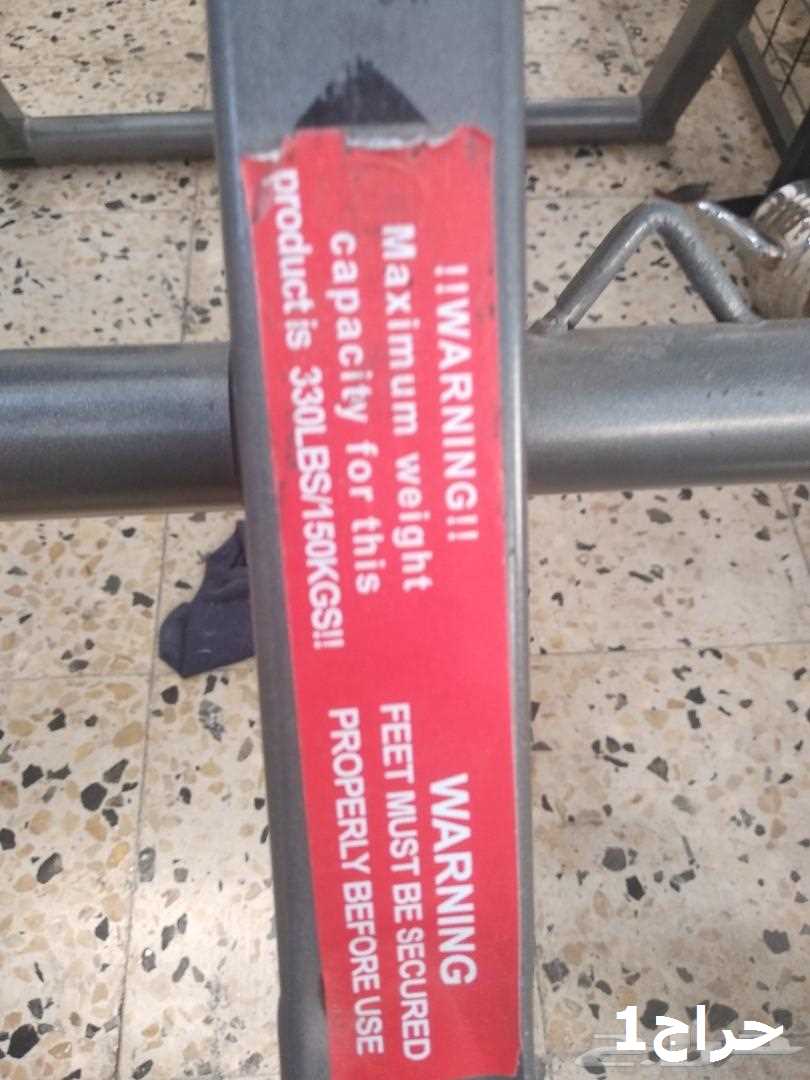 !!WARNING!!
Maximum weight
capacity for this
product is 330LBS/150KGS!!
WARNING
FEET MUST BE SECURED
PROPERLY BEFORE USE
حراج1